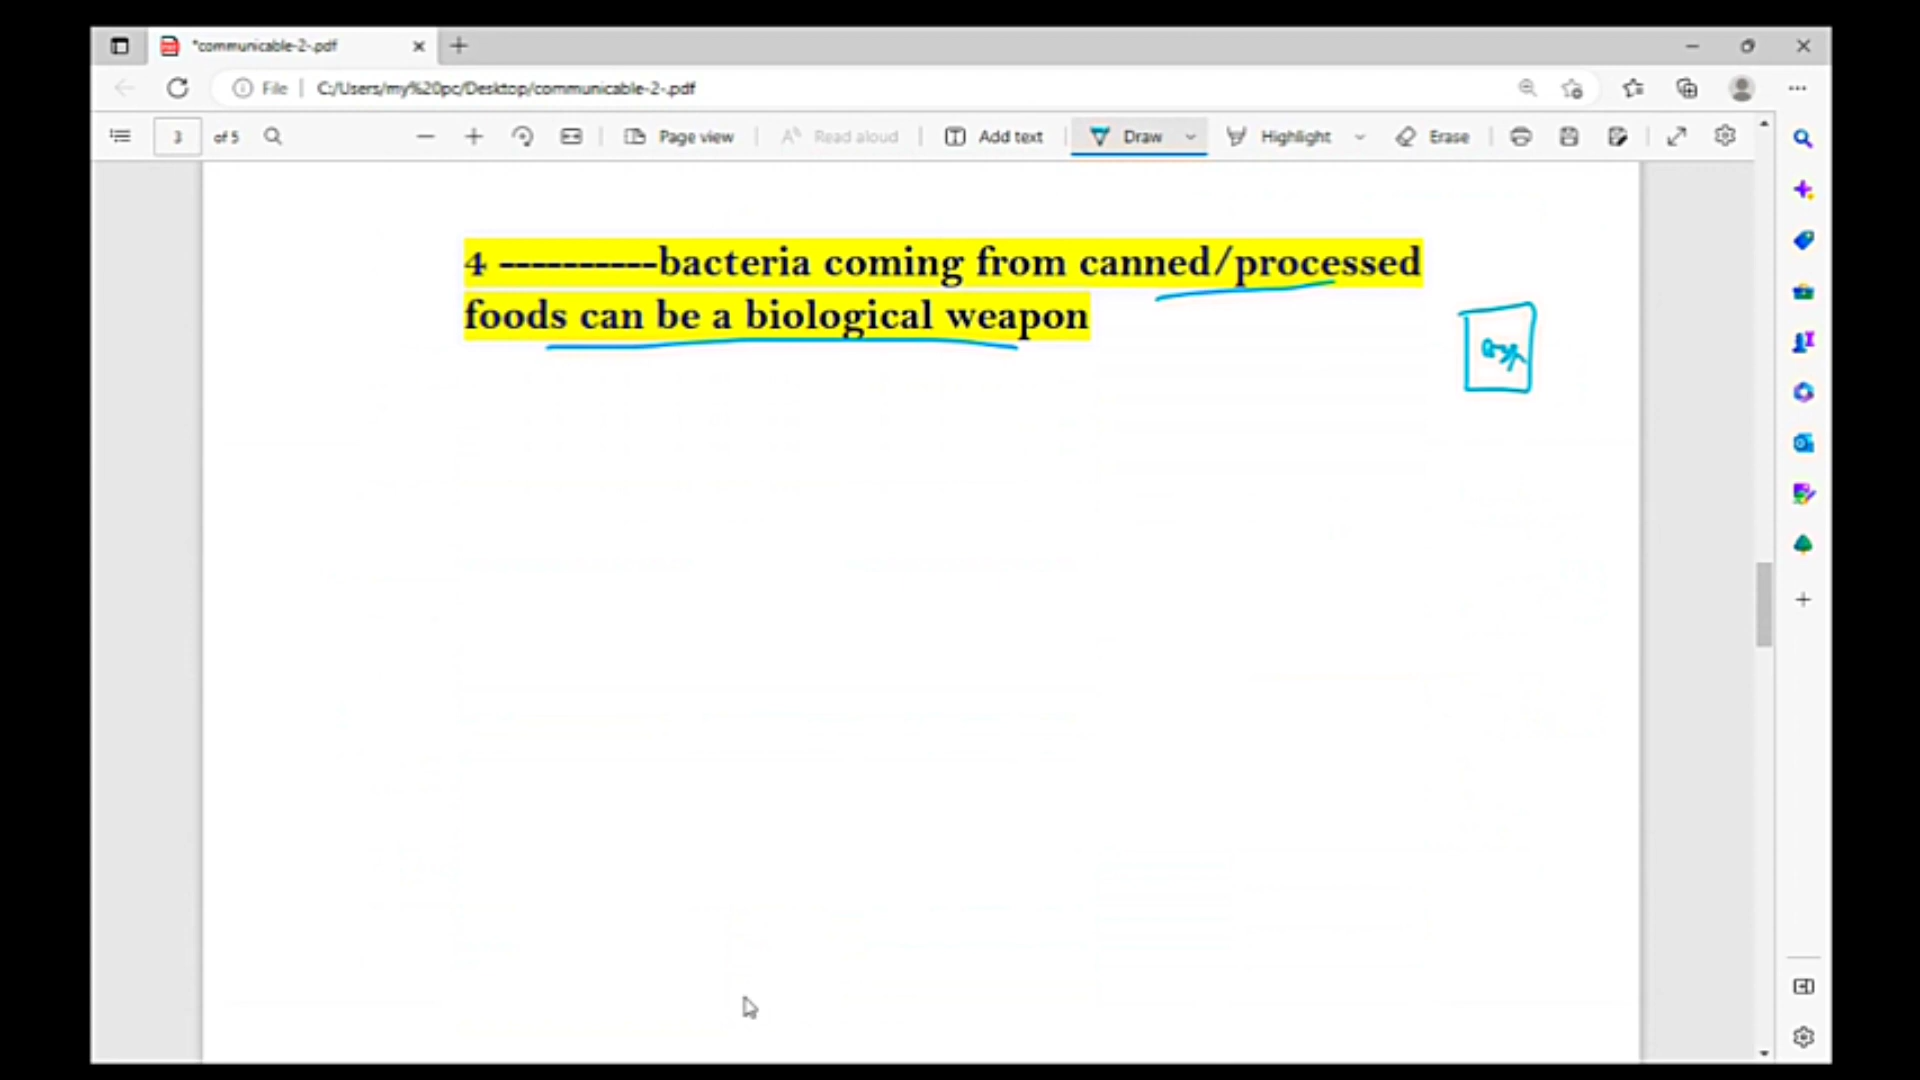 *communicable-2-.pdf
File | C:/Users/my%20pc/Desktop/communicable-2-.pdf
3 of 5 Page view Read aloud Add text Draw Highlight Erase
4 ----------bacteria coming from canned/processed
foods can be a biological weapon